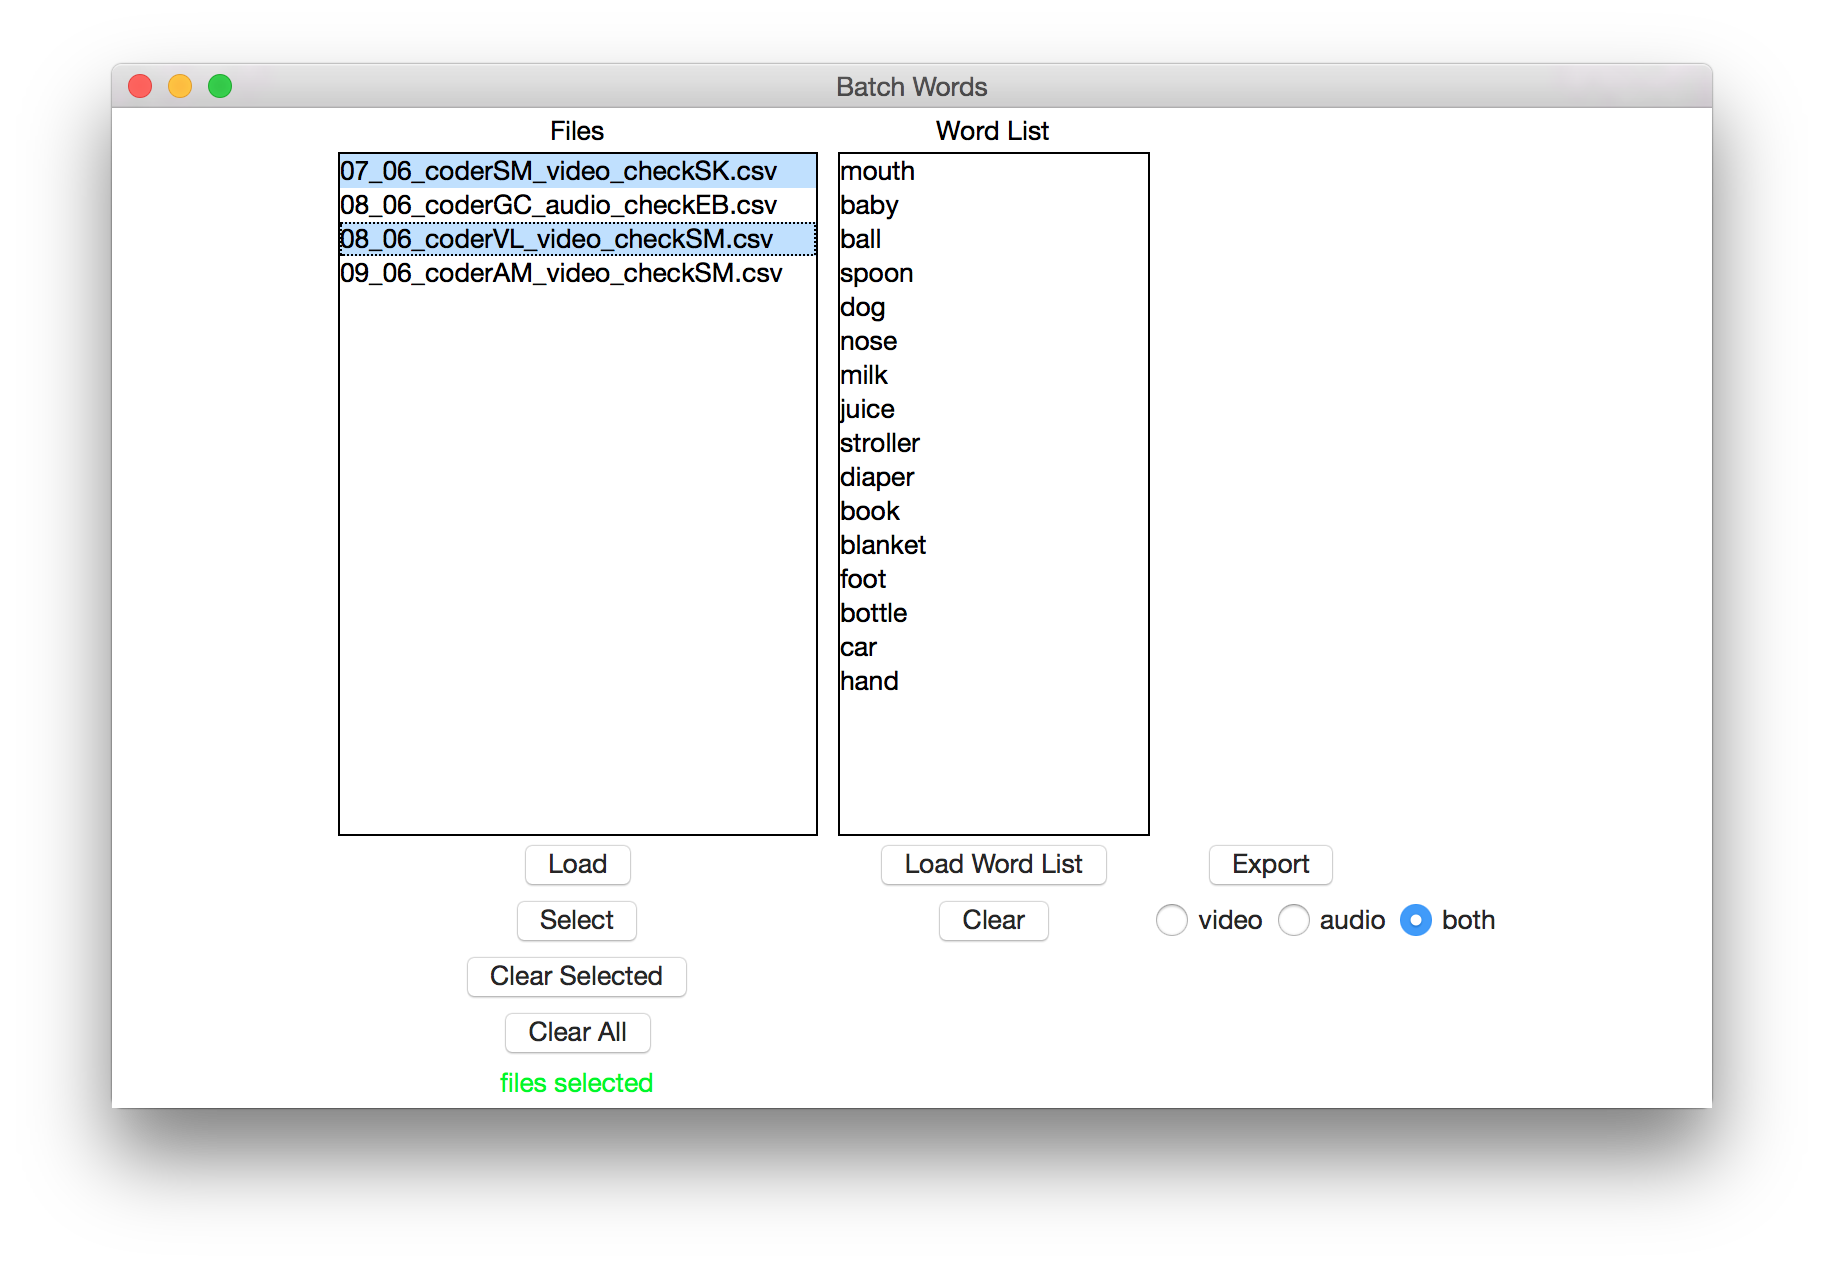 Batch Words
Files
07_06_coderSM_video_checkSK.csv
08_06_coderGC_audio_checkEB.csv
08_06_coderVL_video_checkSM.csv
09_06_coderAM_video_checkSM.csv
Word List
mouth
baby
ball
spoon
dog
nose
milk
juice
stroller
diaper
book
blanket
foot
bottle
car
hand
Load
Select
Clear Selected
Clear All
files selected
Load Word List
Clear
Export
video audio both